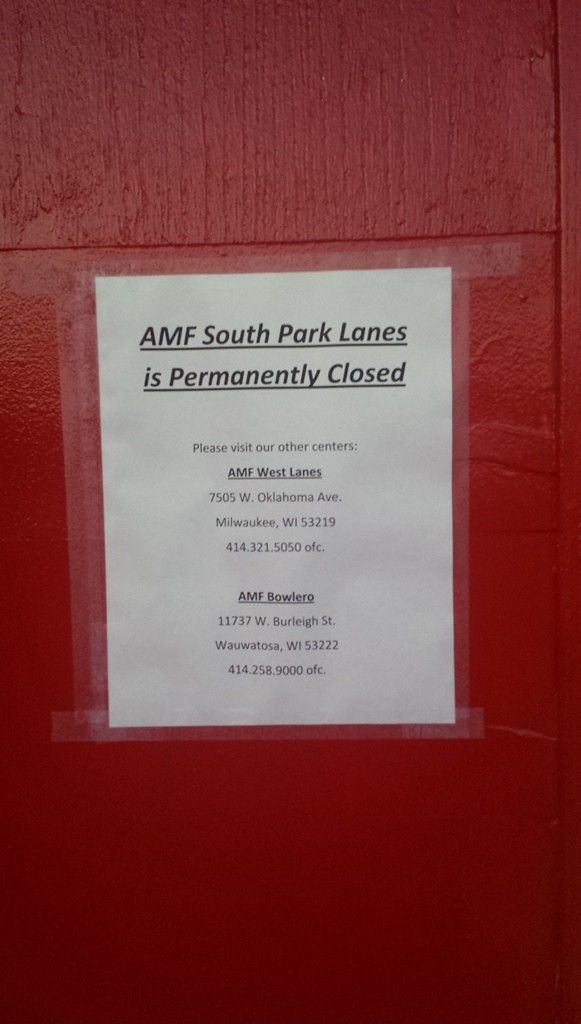 AMF South Park Lanes
is Permanently Closed
Please visit our other centers:
AMF West Lanes
7505 W. Oklahoma Ave.
Milwaukee, WI 53219
414.321.5050 ofc.
AMF Bowlero
11737 W. Burleigh St.
Wauwatosa, WI 53222
414.258.9000 ofc.